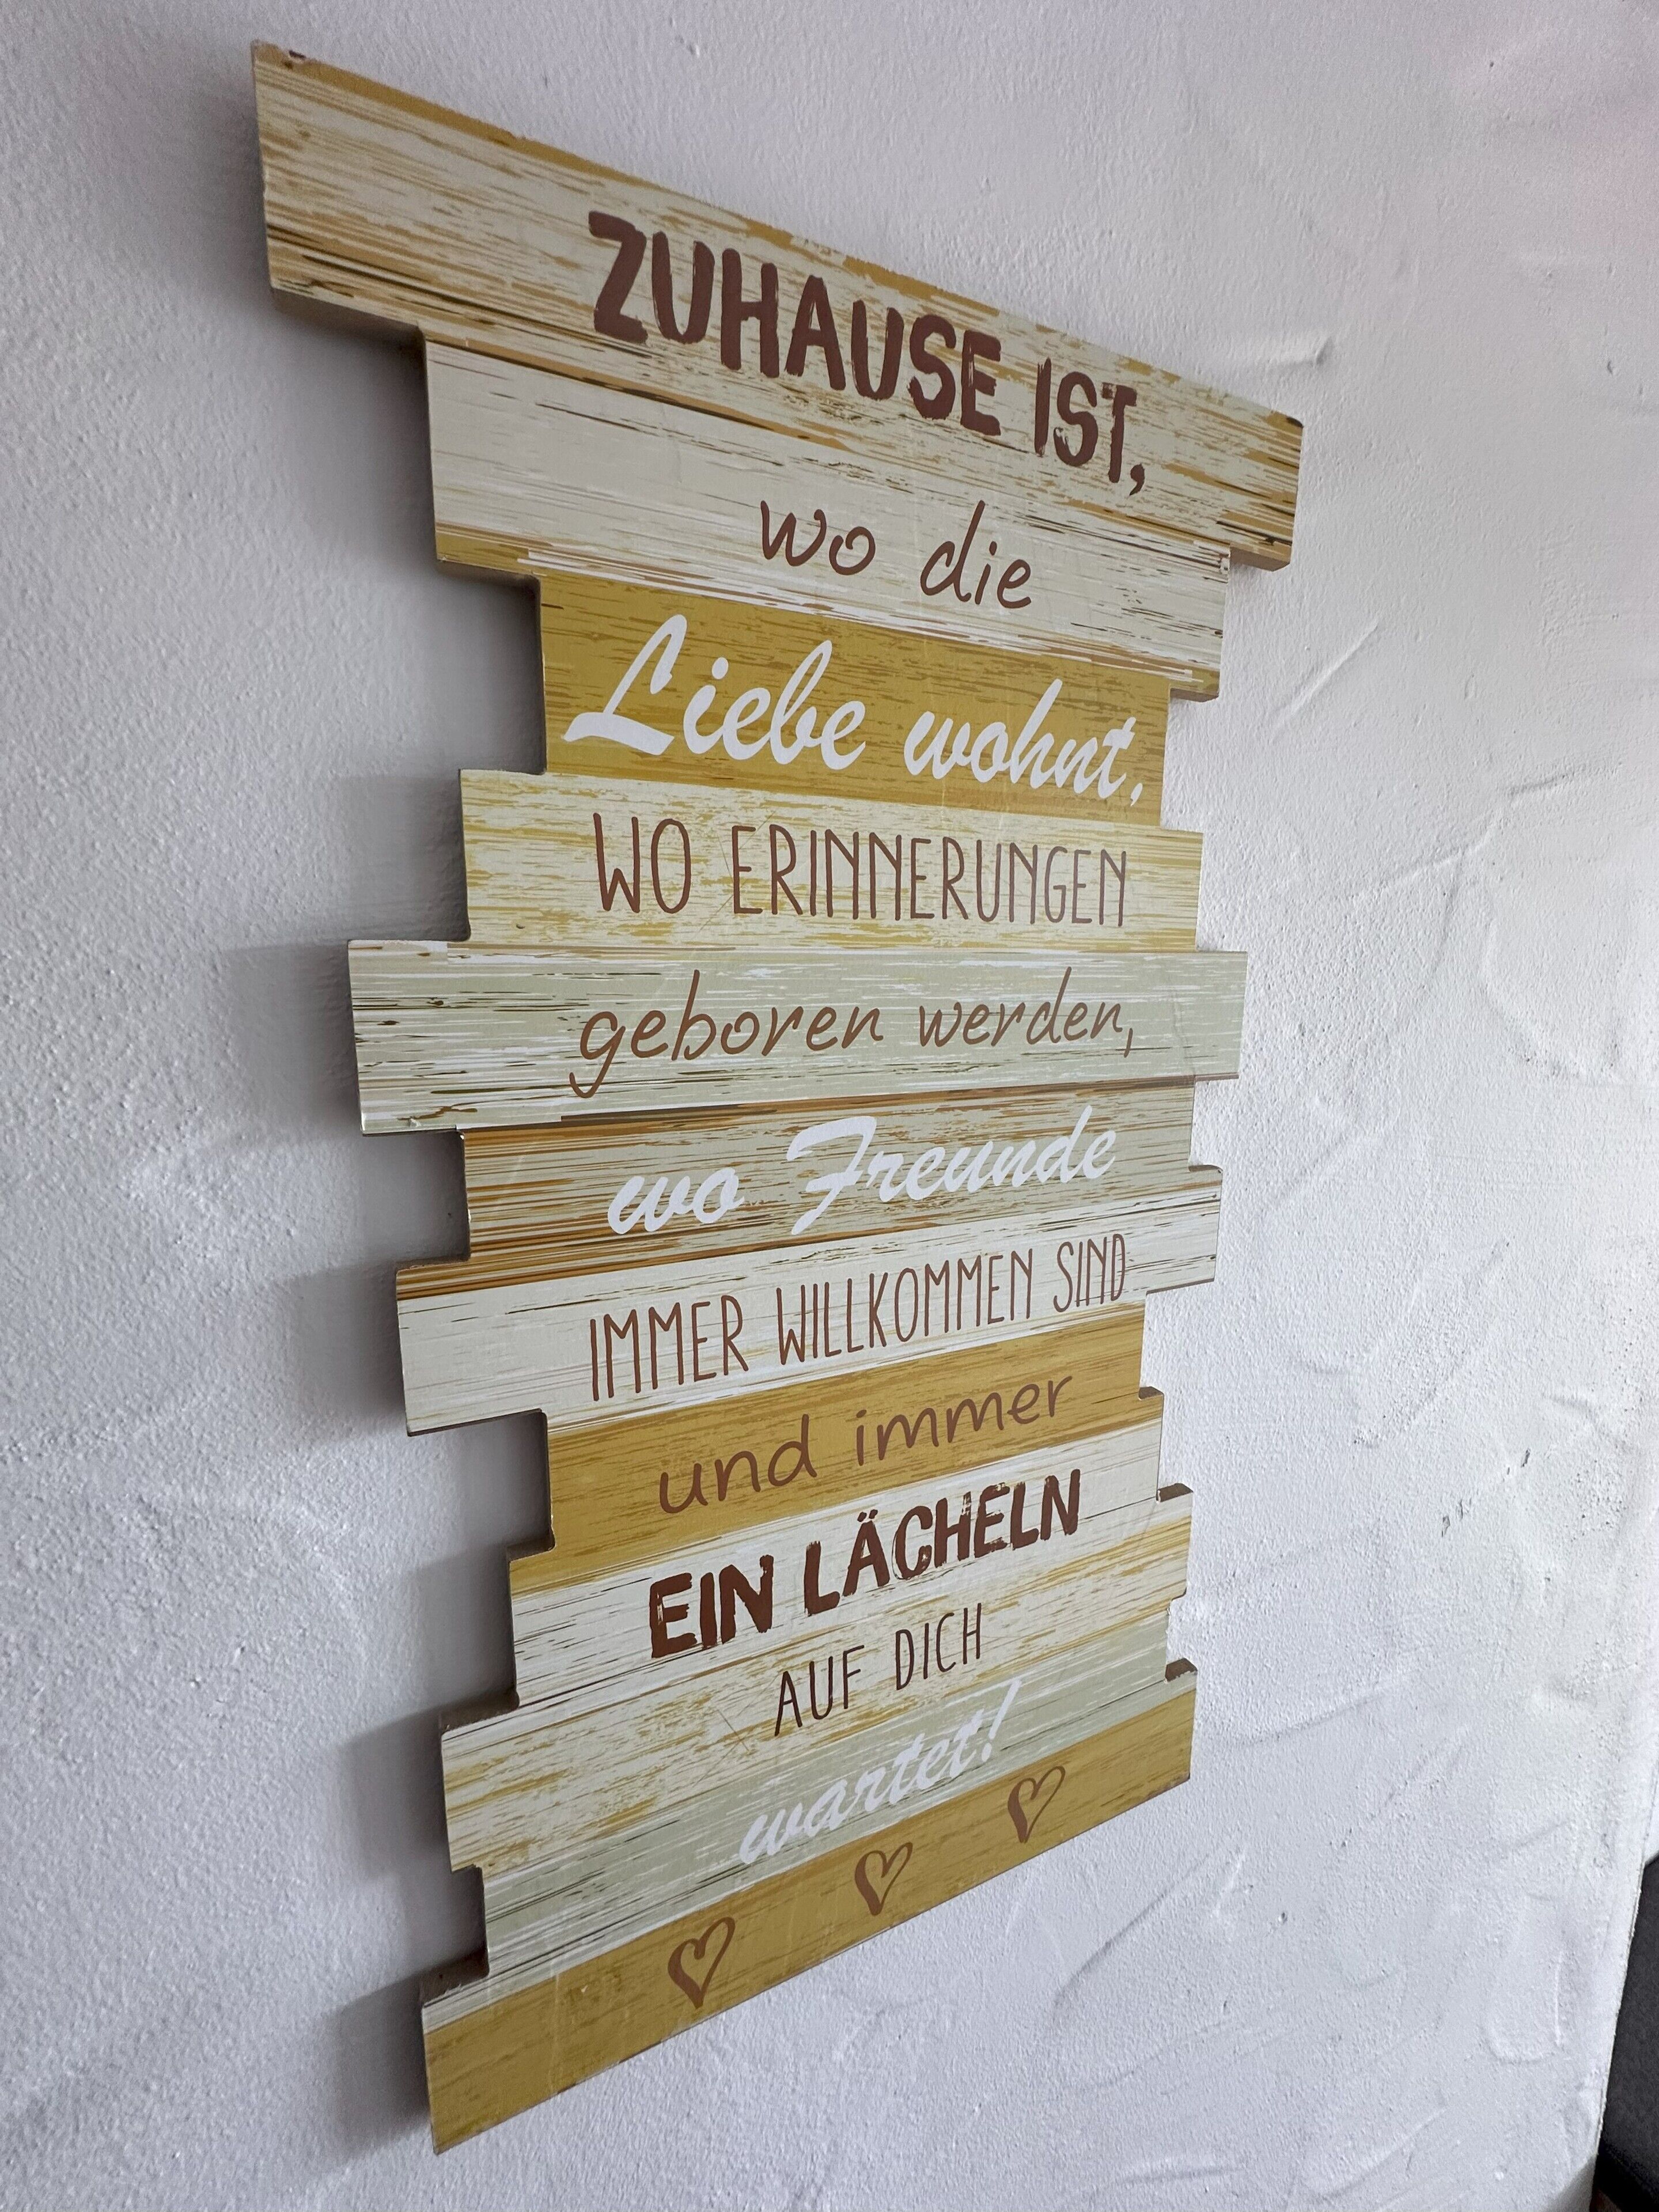 ZUHAUSE IST,
wo die
Liebe wohnt,
WO ERINNERUNGEN
geboren werden,
wo Freunde
IMMER WILLKOMMEN SIND
und immer
EIN LÄCHELN
AUF DICH
wartet!